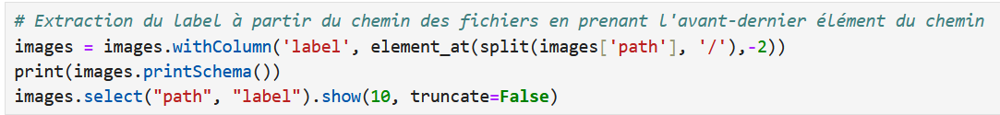 # Extraction du label à partir du chemin des fichiers en prenant l'avant-dernier élément du chemin
images = images.withColumn('label', element_at(split(images['path'], '/'),-2))
print(images.printSchema())
images.select("path", "label").show(10, truncate=False)